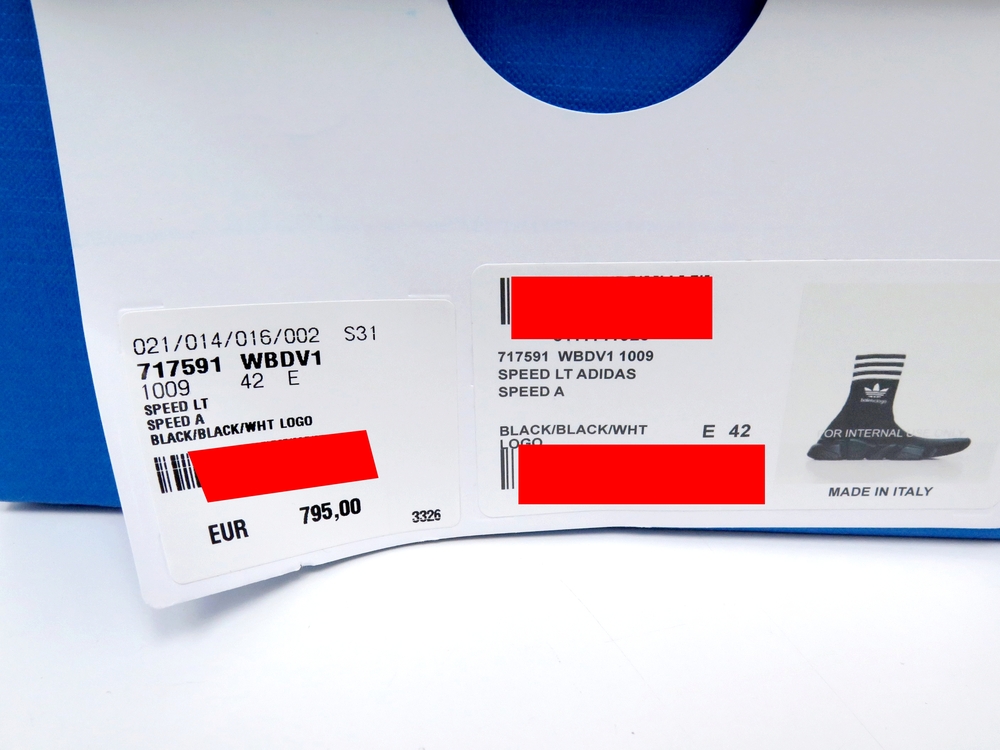 021/014/016/002 S31
717591 WBDV1
1009 42 E
SPEED LT
SPEED A
BLACK/BLACK/WHT LOGO
EUR 795,00
3326
717591 WBDV1 1009
SPEED LT ADIDAS
SPEED A
BLACK/BLACK/WHT E 42
LOGO
FOR INTERNAL USE ONLY
MADE IN ITALY